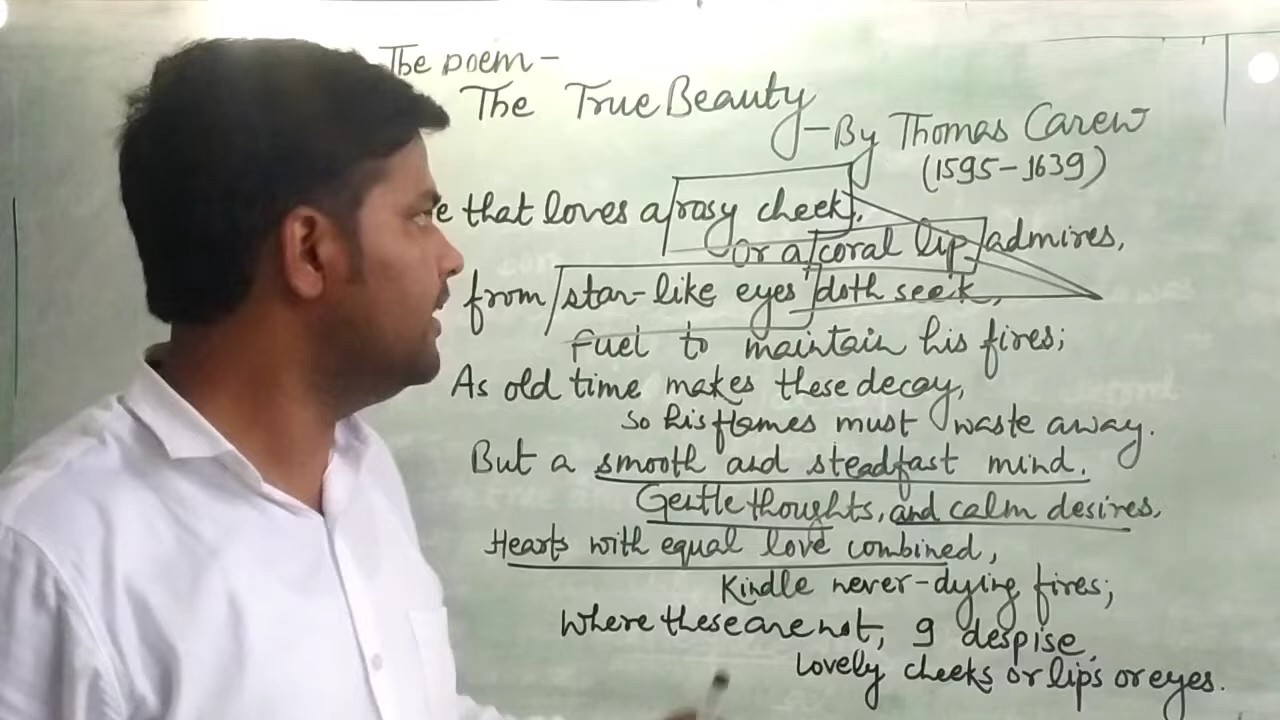 The poem-
The True Beauty
-By Thomas Carew
(1595-1639)
e that loves a rosy cheek,
Or a coral lip admires,
from star-like eyes doth seek,
Fuel to maintain his fires;
As old time makes these decay,
So his flames must waste away.
But a smooth and steadfast mind.
Gentle thoughts, and calm desires,
Hearts with equal love combined,
Kindle never-dying fires;
Where these are not, I despise,
Lovely cheeks or lips or eyes.